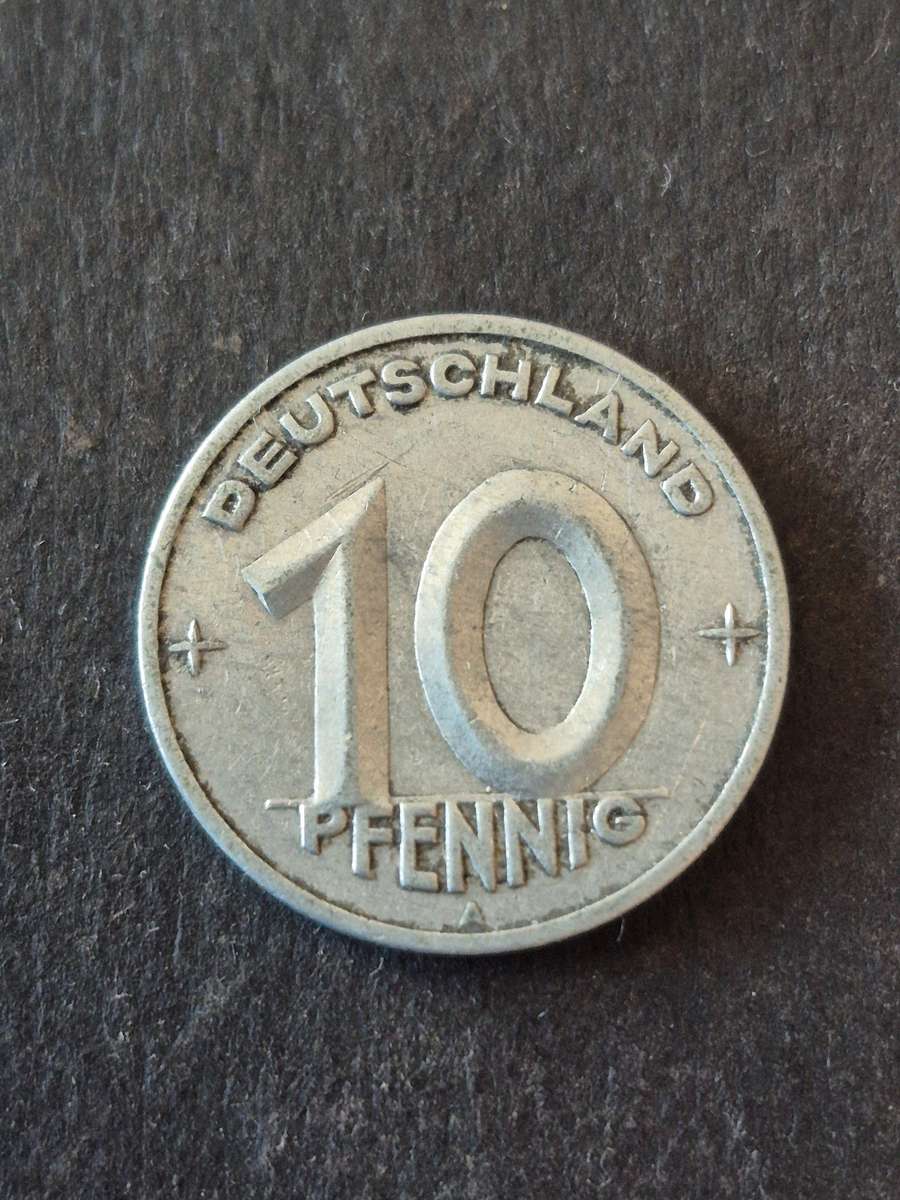 DEUTSCHLAND
10
PFENNIG
A